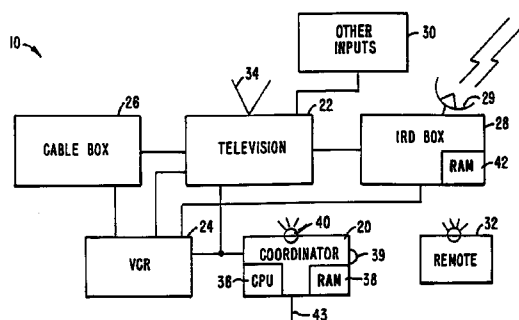 10
OTHER INPUTS
30
34
26
22
29
28
CABLE BOX
TELEVISION
IRD BOX
RAM
42
24
40
20
32
VCR
COORDINATOR
39
REMOTE
36
CPU
RAM
38
43